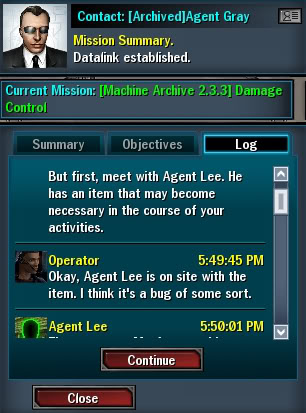 Contact: [Archived]Agent Gray
Mission Summary.
Datalink established.
Current Mission: [Machine Archive 2.3.3] Damage
Control
Summary
Objectives
Log
But first, meet with Agent Lee. He
has an item that may become
necessary in the course of your
activities.
Operator 5:49:45 PM
Okay, Agent Lee is on site with the
item. I think it's a bug of some sort.
Agent Lee 5:50:01 PM
Continue
Close